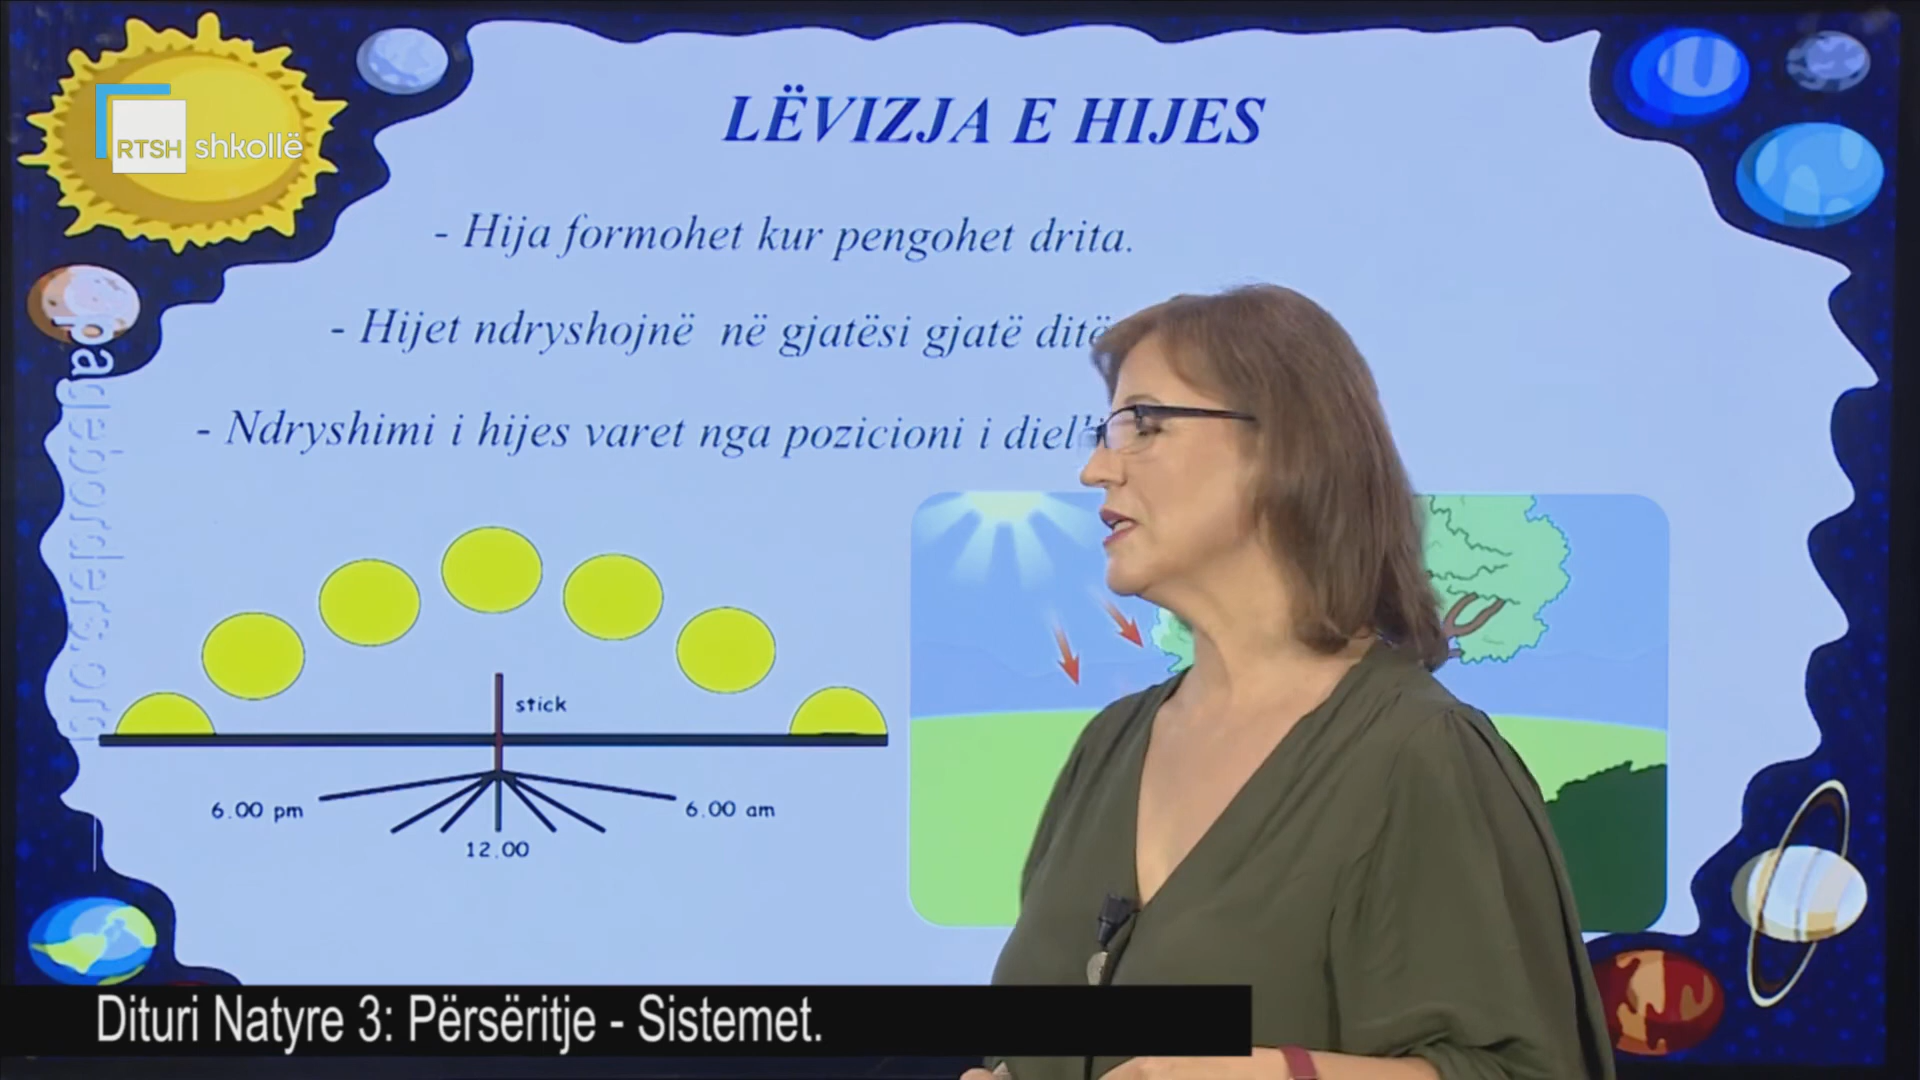 LËVIZJA E HIJES
RTSH shkollë
- Hija formohet kur pengohet drita.
- Hijet ndryshojnë në gjatësi gjatë
- Ndryshimi i hijes varet nga pozicioni i
stick
6.00 pm
6.00 am
12.00
Dituri Natyre 3: Përsëritje - Sistemet.